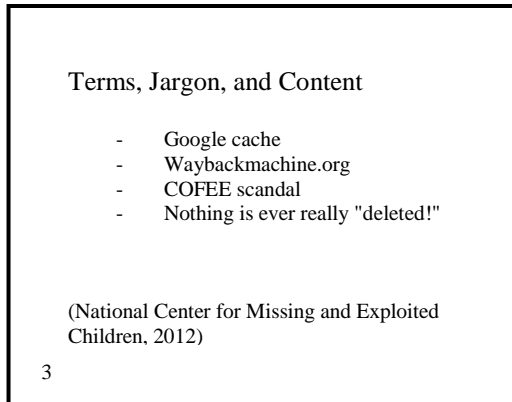 Terms, Jargon, and Content
- Google cache
- Waybackmachine.org
- COFEE scandal
- Nothing is ever really "deleted!"
(National Center for Missing and Exploited
Children, 2012)
3